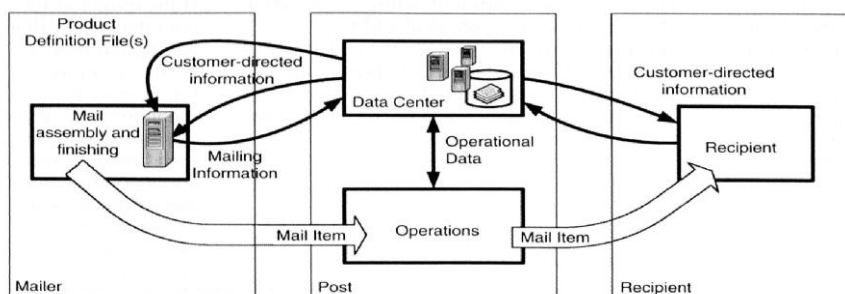 Product
Definition File(s)
Customer-directed
information
Data Center
Customer-directed
information
Mail
assembly and
finishing
Mailing
Information
Operational
Data
Recipient
Mail Item
Operations
Mail Item
Mailer
Post
Recipient